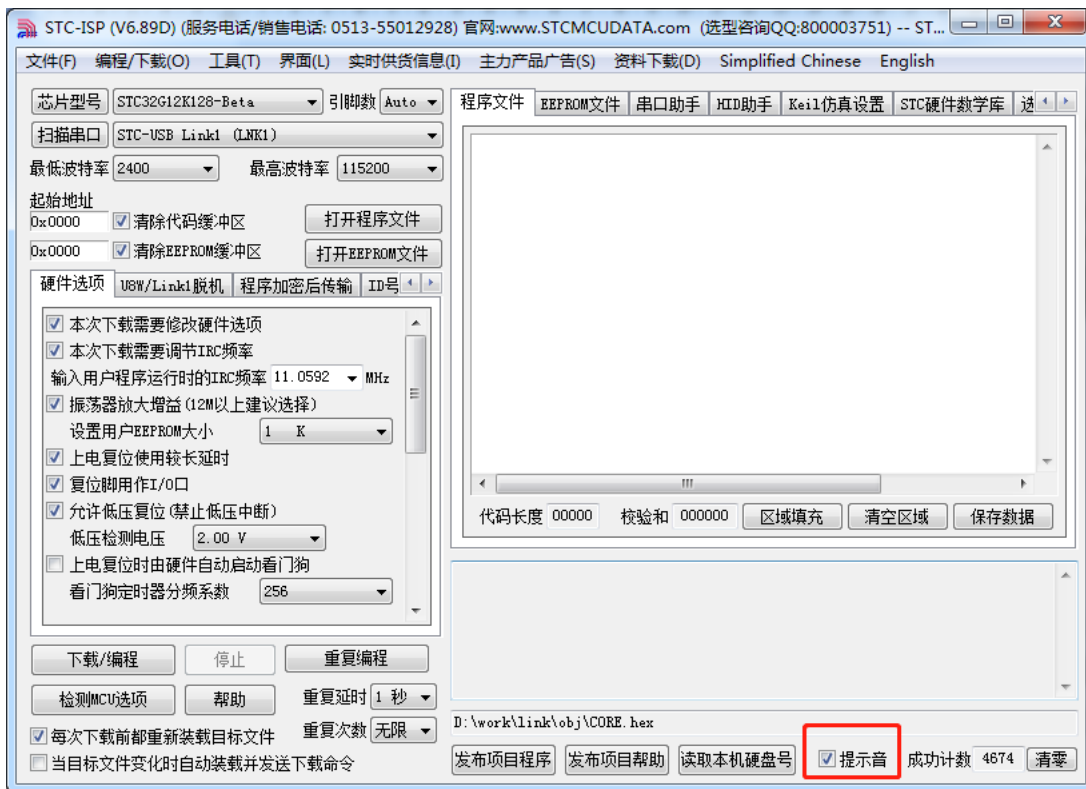 STC-ISP (V6.89D) (服务电话/销售电话: 0513-55012928) 官网:www.STCMCUDATA.com (选型咨询QQ:800003751) -- ST...
文件(F) 编程/下载(O) 工具(T) 界面(L) 实时供货信息(I) 主力产品广告(S) 资料下载(D) Simplified Chinese English
芯片型号 STC32G12K128-Beta 引脚数 Auto
扫描串口 STC-USB Link1 (LNK1)
最低波特率 2400 最高波特率 115200
起始地址
0x0000 清除代码缓冲区 打开程序文件
0x0000 清除EEPROM缓冲区 打开EEPROM文件
硬件选项 U8W/Link1脱机 程序加密后传输 ID号
本次下载需要修改硬件选项
本次下载需要调节IRC频率
输入用户程序运行时的IRC频率 11.0592 MHz
振荡器放大增益(12M以上建议选择)
设置用户EEPROM大小 1 K
上电复位使用较长延时
复位脚用作I/O口
允许低压复位(禁止低压中断)
低压检测电压 2.00 V
上电复位时由硬件自动启动看门狗
看门狗定时器分频系数 256
下载/编程 停止 重复编程
检测MCU选项 帮助 重复延时 1 秒
每次下载前都重新装载目标文件 重复次数 无限
当目标文件变化时自动装载并发送下载命令
程序文件 EEPROM文件 串口助手 HID助手 Keil仿真设置 STC硬件数学库 选
代码长度 00000 校验和 000000 区域填充 清空区域 保存数据
D:\work\link\obj\CORE.hex
发布项目程序 发布项目帮助 读取本机硬盘号 提示音 成功计数 4674 清零